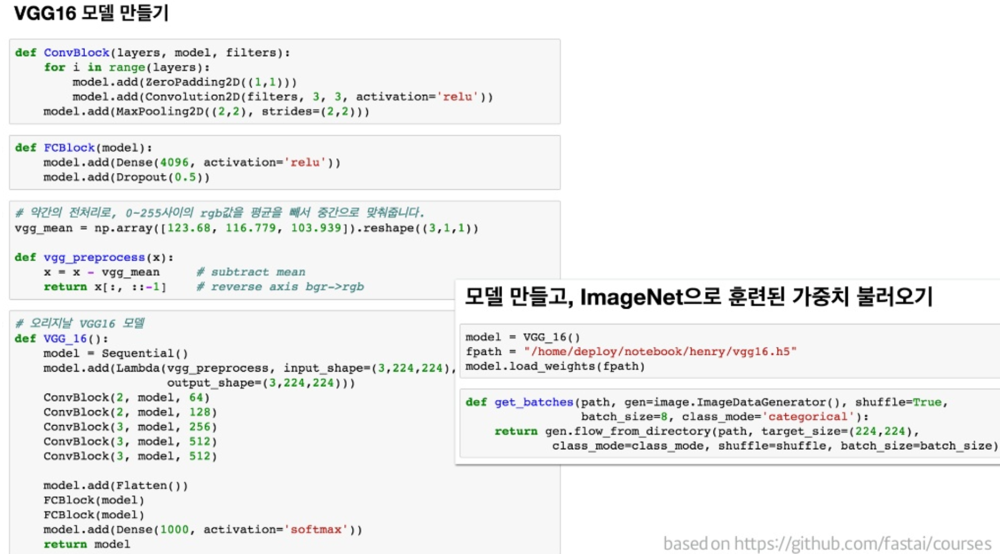 VGG16 모델 만들기
def ConvBlock(layers, model, filters):
    for i in range(layers):
        model.add(ZeroPadding2D((1,1)))
        model.add(Convolution2D(filters, 3, 3, activation='relu'))
    model.add(MaxPooling2D((2,2), strides=(2,2)))
def FCBlock(model):
    model.add(Dense(4096, activation='relu'))
    model.add(Dropout(0.5))
# 약간의 전처리로, 0~255사이의 rgb값을 평균을 빼서 중간으로 맞춰줍니다.
vgg_mean = np.array([123.68, 116.779, 103.939]).reshape((3,1,1))
def vgg_preprocess(x):
    x = x - vgg_mean     # subtract mean
    return x[:, ::-1]    # reverse axis bgr->rgb
# 오리지날 VGG16 모델
def VGG_16():
    model = Sequential()
    model.add(Lambda(vgg_preprocess, input_shape=(3,224,224),
                     output_shape=(3,224,224)))
    ConvBlock(2, model, 64)
    ConvBlock(2, model, 128)
    ConvBlock(3, model, 256)
    ConvBlock(3, model, 512)
    ConvBlock(3, model, 512)
    model.add(Flatten())
    FCBlock(model)
    FCBlock(model)
    model.add(Dense(1000, activation='softmax'))
    return model
모델 만들고, ImageNet으로 훈련된 가중치 불러오기
model = VGG_16()
fpath = "/home/deploy/notebook/henry/vgg16.h5"
model.load_weights(fpath)
def get_batches(path, gen=image.ImageDataGenerator(), shuffle=True,
                batch_size=8, class_mode='categorical'):
    return gen.flow_from_directory(path, target_size=(224,224),
            class_mode=class_mode, shuffle=shuffle, batch_size=batch_size)
based on https://github.com/fastai/courses